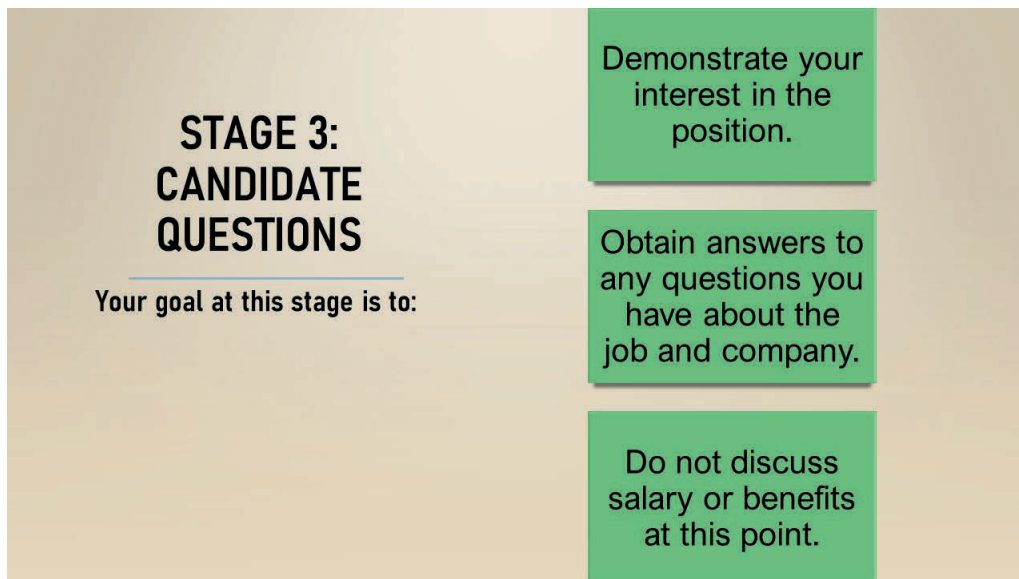 STAGE 3:
CANDIDATE
QUESTIONS
Your goal at this stage is to:
Demonstrate your
interest in the
position.
Obtain answers to
any questions you
have about the
job and company.
Do not discuss
salary or benefits
at this point.